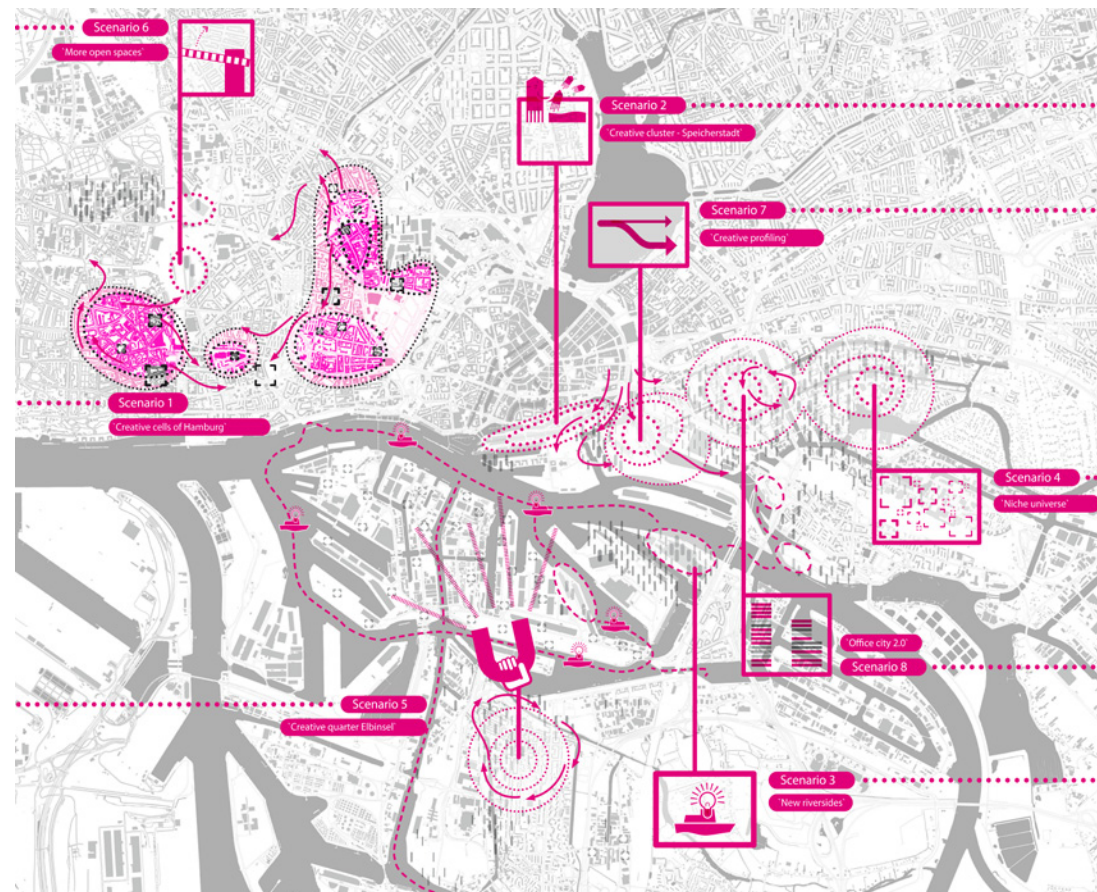 Scenario 6
'More open spaces'
Scenario 2
'Creative cluster - Speicherstadt'
Scenario 7
'Creative profiling'
Scenario 1
'Creative cells of Hamburg'
Scenario 4
'Niche universe'
'Office city 2.0'
Scenario 8
Scenario 5
'Creative quarter Elbinsel'
Scenario 3
'New riversides'